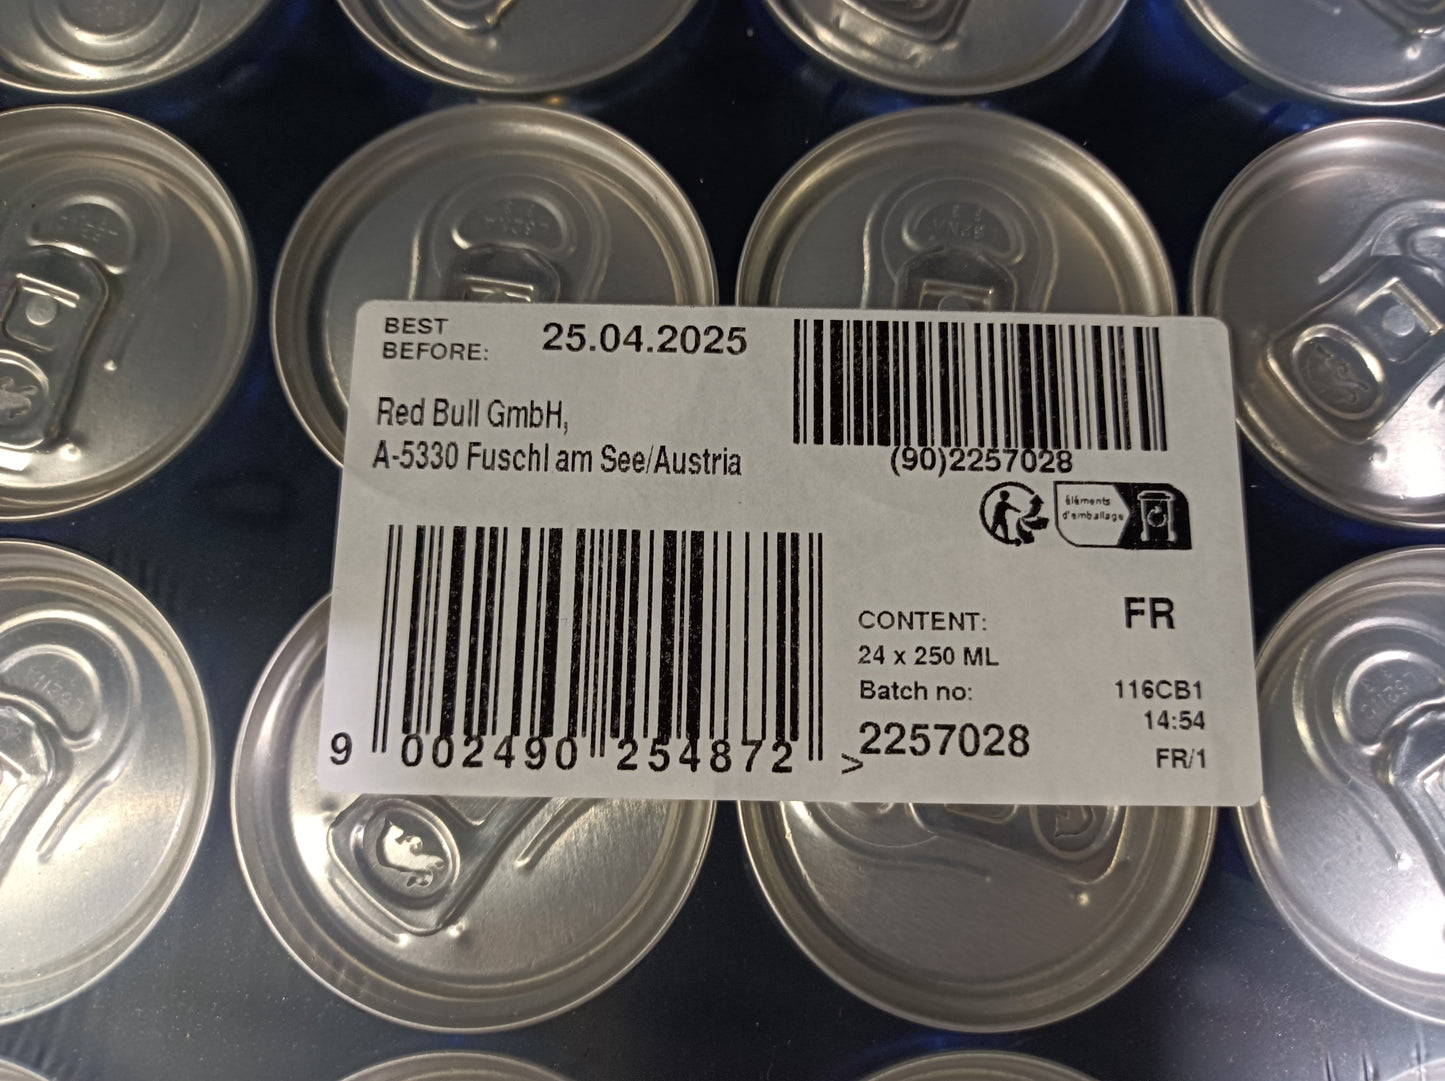 BEST
BEFORE: 25.04.2025
Red Bull GmbH,
A-5330 Fuschl am See/Austria
(90)2257028
éléments
d'emballage
9 002490 254872 >
CONTENT: FR
24 x 250 ML
Batch no: 116CB1
14:54
2257028
FR/1